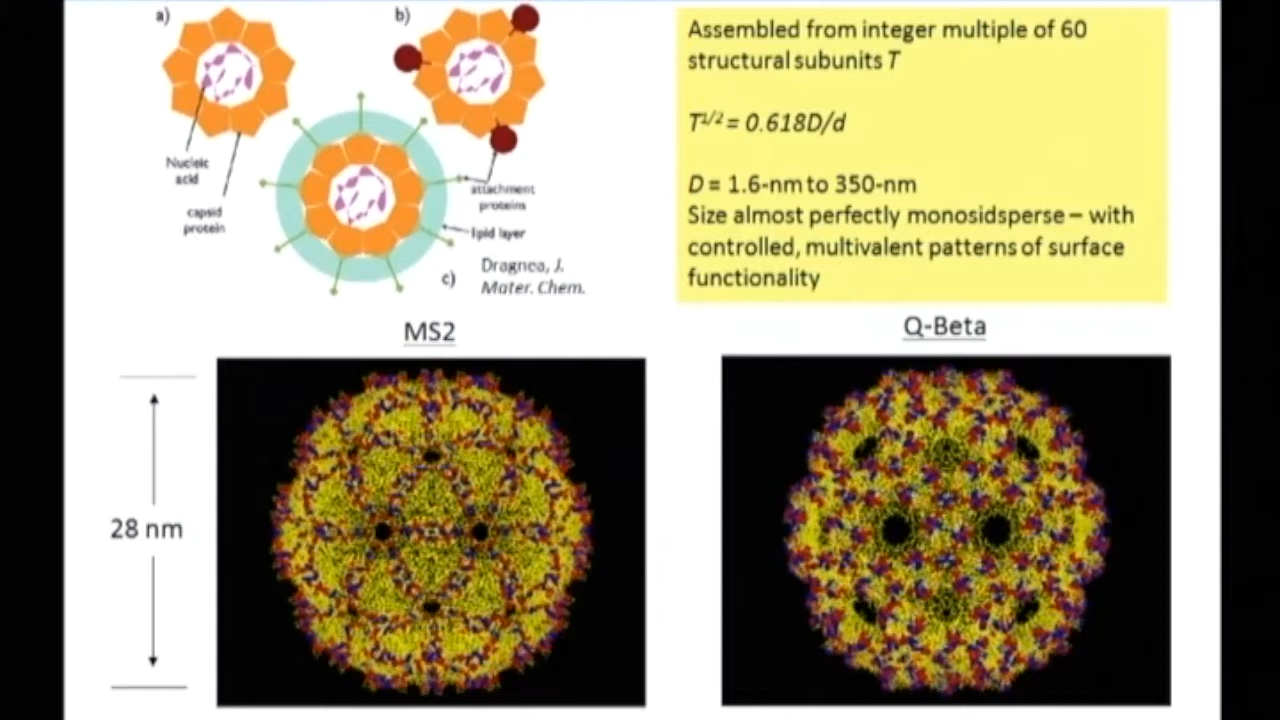 a)
b)
Nucleic
acid
capsid
protein
attachment
proteins
lipid layer
c)
Dragnea, J.
Mater. Chem.
Assembled from integer multiple of 60
structural subunits T
T1/2 = 0.618D/d
D = 1.6-nm to 350-nm
Size almost perfectly monosidsperse – with
controlled, multivalent patterns of surface
functionality
MS2
Q-Beta
28 nm